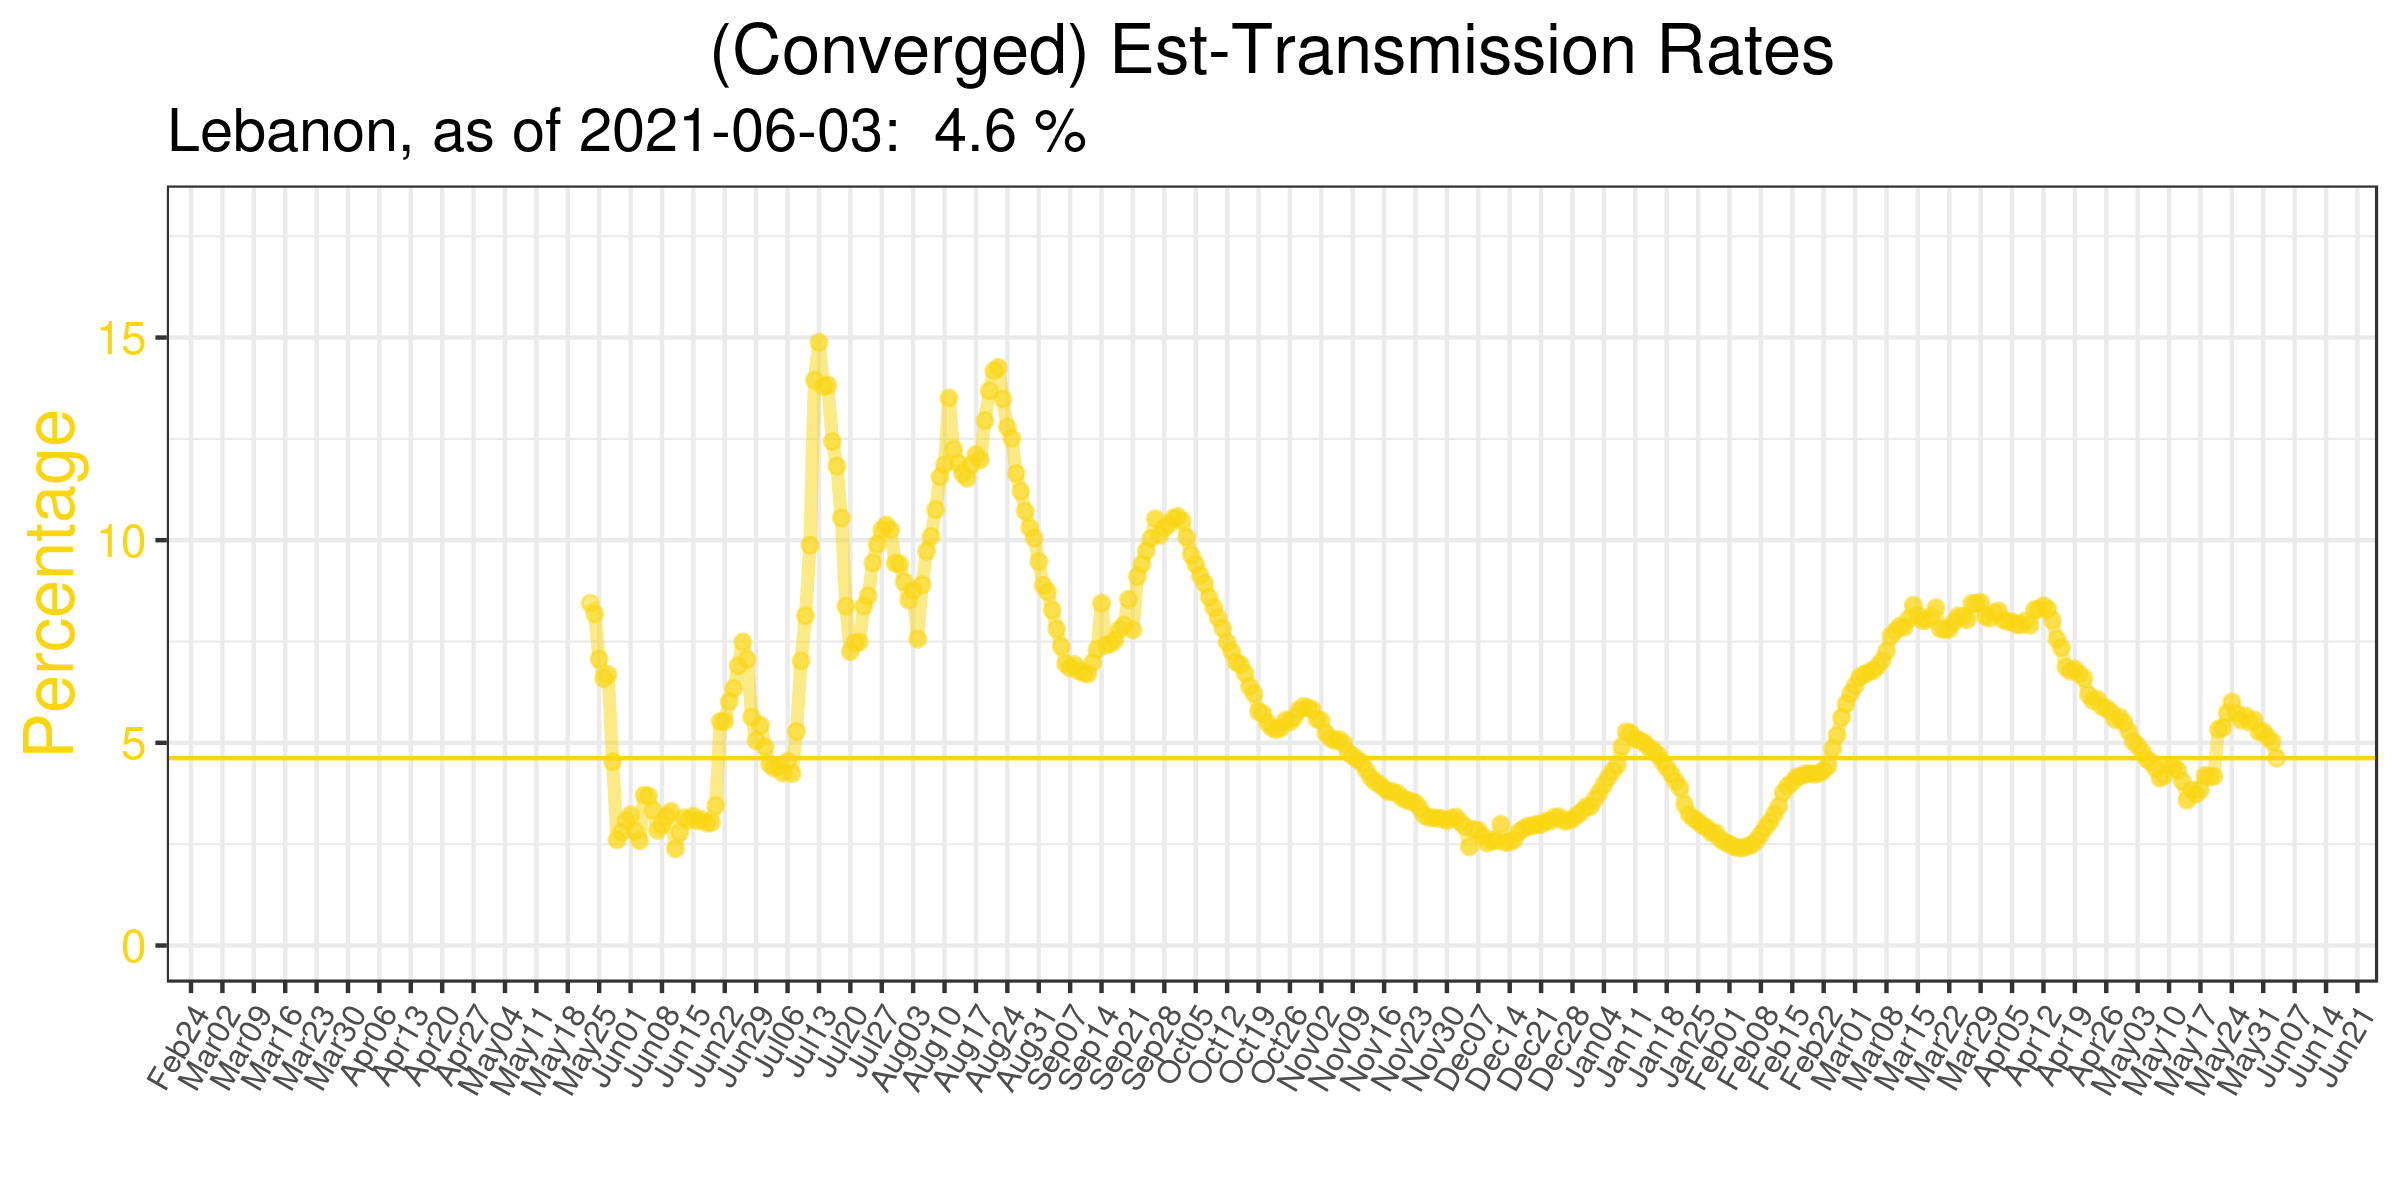 (Converged) Est-Transmission Rates
Lebanon, as of 2021-06-03:  4.6 %
Percentage
15
10
5
0
Feb24
Mar02
Mar09
Mar16
Mar23
Mar30
Apr06
Apr13
Apr20
Apr27
May04
May11
May18
May25
Jun01
Jun08
Jun15
Jun22
Jun29
Jul06
Jul13
Jul20
Jul27
Aug03
Aug10
Aug17
Aug24
Aug31
Sep07
Sep14
Sep21
Sep28
Oct05
Oct12
Oct19
Oct26
Nov02
Nov09
Nov16
Nov23
Nov30
Dec07
Dec14
Dec21
Dec28
Jan04
Jan11
Jan18
Jan25
Feb01
Feb08
Feb15
Feb22
Mar01
Mar08
Mar15
Mar22
Mar29
Apr05
Apr12
Apr19
Apr26
May03
May10
May17
May24
May31
Jun07
Jun14
Jun21